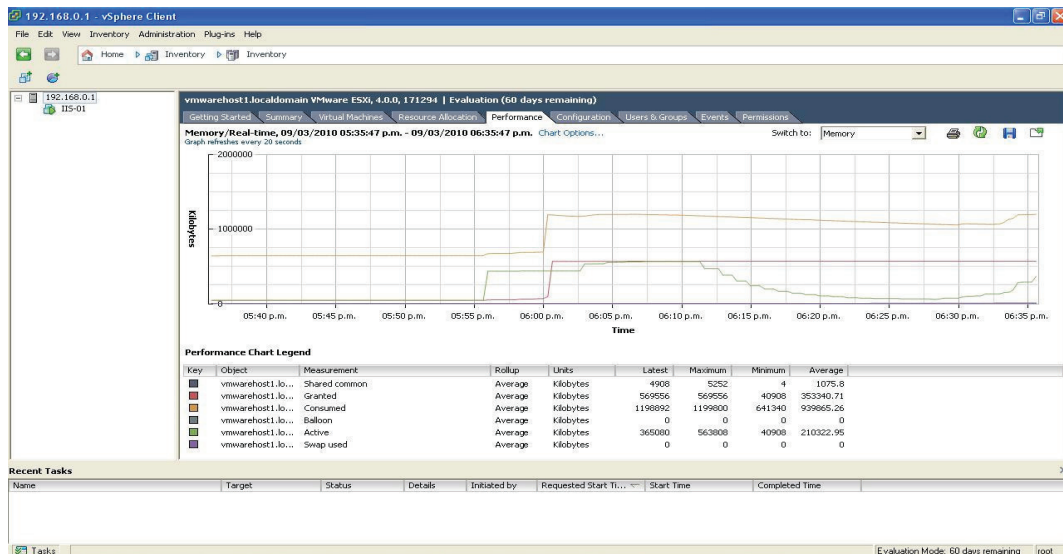 192.168.0.1 - vSphere Client
File Edit View Inventory Administration Plug-ins Help
Home Inventory Inventory
192.168.0.1
IIS-01
vmwarehost1.localdomain VMware ESXi, 4.0.0, 171294 | Evaluation (60 days remaining)
Getting Started Summary Virtual Machines Resource Allocation Performance Configuration Users & Groups Events Permissions
Memory/Real-time, 09/03/2010 05:35:47 p.m. - 09/03/2010 06:35:47 p.m. Chart Options... Switch to: Memory
Graph refreshes every 20 seconds
2000000
Kilobytes
1000000
0
05:40 p.m. 05:45 p.m. 05:50 p.m. 05:55 p.m. 06:00 p.m. 06:05 p.m. 06:10 p.m. 06:15 p.m. 06:20 p.m. 06:25 p.m. 06:30 p.m. 06:35 p.m.
Time
Performance Chart Legend
Key Object Measurement Rollup Units Latest Maximum Minimum Average
vmwarehost1.lo... Shared common Average Kilobytes 4908 5252 4 1075.8
vmwarehost1.lo... Granted Average Kilobytes 569556 569556 40908 353340.71
vmwarehost1.lo... Consumed Average Kilobytes 1198892 1199800 641340 939865.26
vmwarehost1.lo... Balloon Average Kilobytes 0 0 0 0
vmwarehost1.lo... Active Average Kilobytes 365080 563808 40908 210322.95
vmwarehost1.lo... Swap used Average Kilobytes 0 0 0 0
Recent Tasks
Name Target Status Details Initiated by Requested Start Ti... Start Time Completed Time
Tasks Evaluation Mode: 60 days remaining root